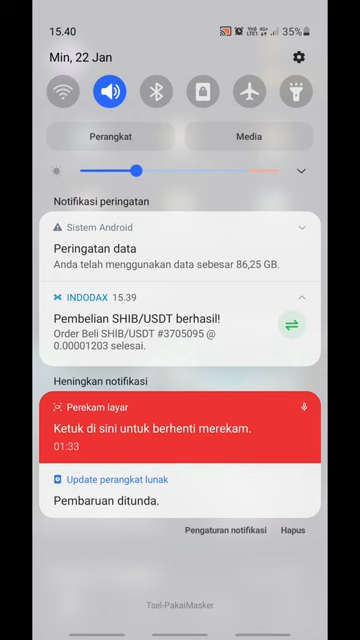 15.40
VoLTE1
4G+
35%
Min, 22 Jan
Perangkat
Media
Notifikasi peringatan
Sistem Android
Peringatan data
Anda telah menggunakan data sebesar 86,25 GB.
INDODAX 15.39
Pembelian SHIB/USDT berhasil!
Order Beli SHIB/USDT #3705095 @
0.00001203 selesai.
Heningkan notifikasi
Perekam layar
Ketuk di sini untuk berhenti merekam.
01:33
Update perangkat lunak
Pembaruan ditunda.
Pengaturan notifikasi Hapus
Tsel-PakaiMasker